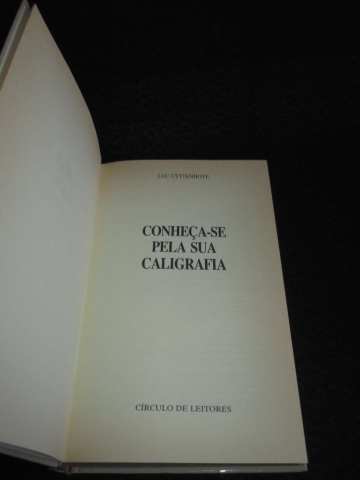 LUC UYTTENHOVE
CONHEÇA-SE
PELA SUA
CALIGRAFIA
CÍRCULO DE LEITORES